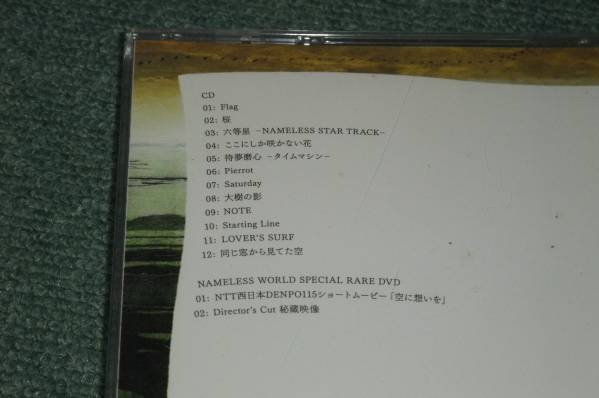 CD
01: Flag
02: 桜
03: 六等星 −NAMELESS STAR TRACK−
04: ここにしか咲かない花
05: 待夢磨心 −タイムマシン−
06: Pierrot
07: Saturday
08: 大樹の影
09: NOTE
10: Starting Line
11: LOVER'S SURF
12: 同じ窓から見てた空
NAMELESS WORLD SPECIAL RARE DVD
01: NTT西日本DENPO115ショートムービー「空に想いを」
02: Director's Cut 秘蔵映像